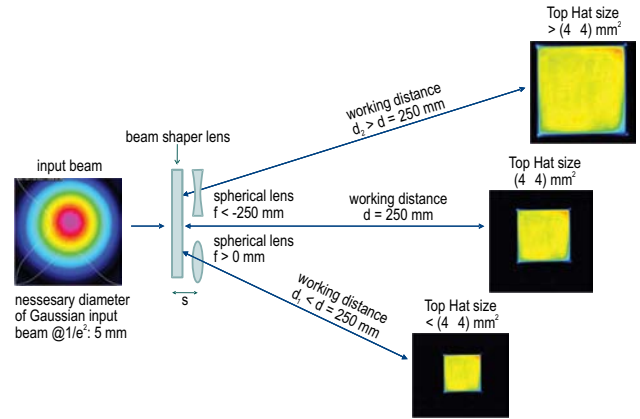 Top Hat size
> (4 4) mm²
working distance
d₂ > d = 250 mm
beam shaper lens
input beam
Top Hat size
(4 4) mm²
spherical lens
f < -250 mm
working distance
d = 250 mm
spherical lens
f > 0 mm
working distance
d₁ < d = 250 mm
s
nessesary diameter
of Gaussian input
beam @1/e²: 5 mm
Top Hat size
< (4 4) mm²